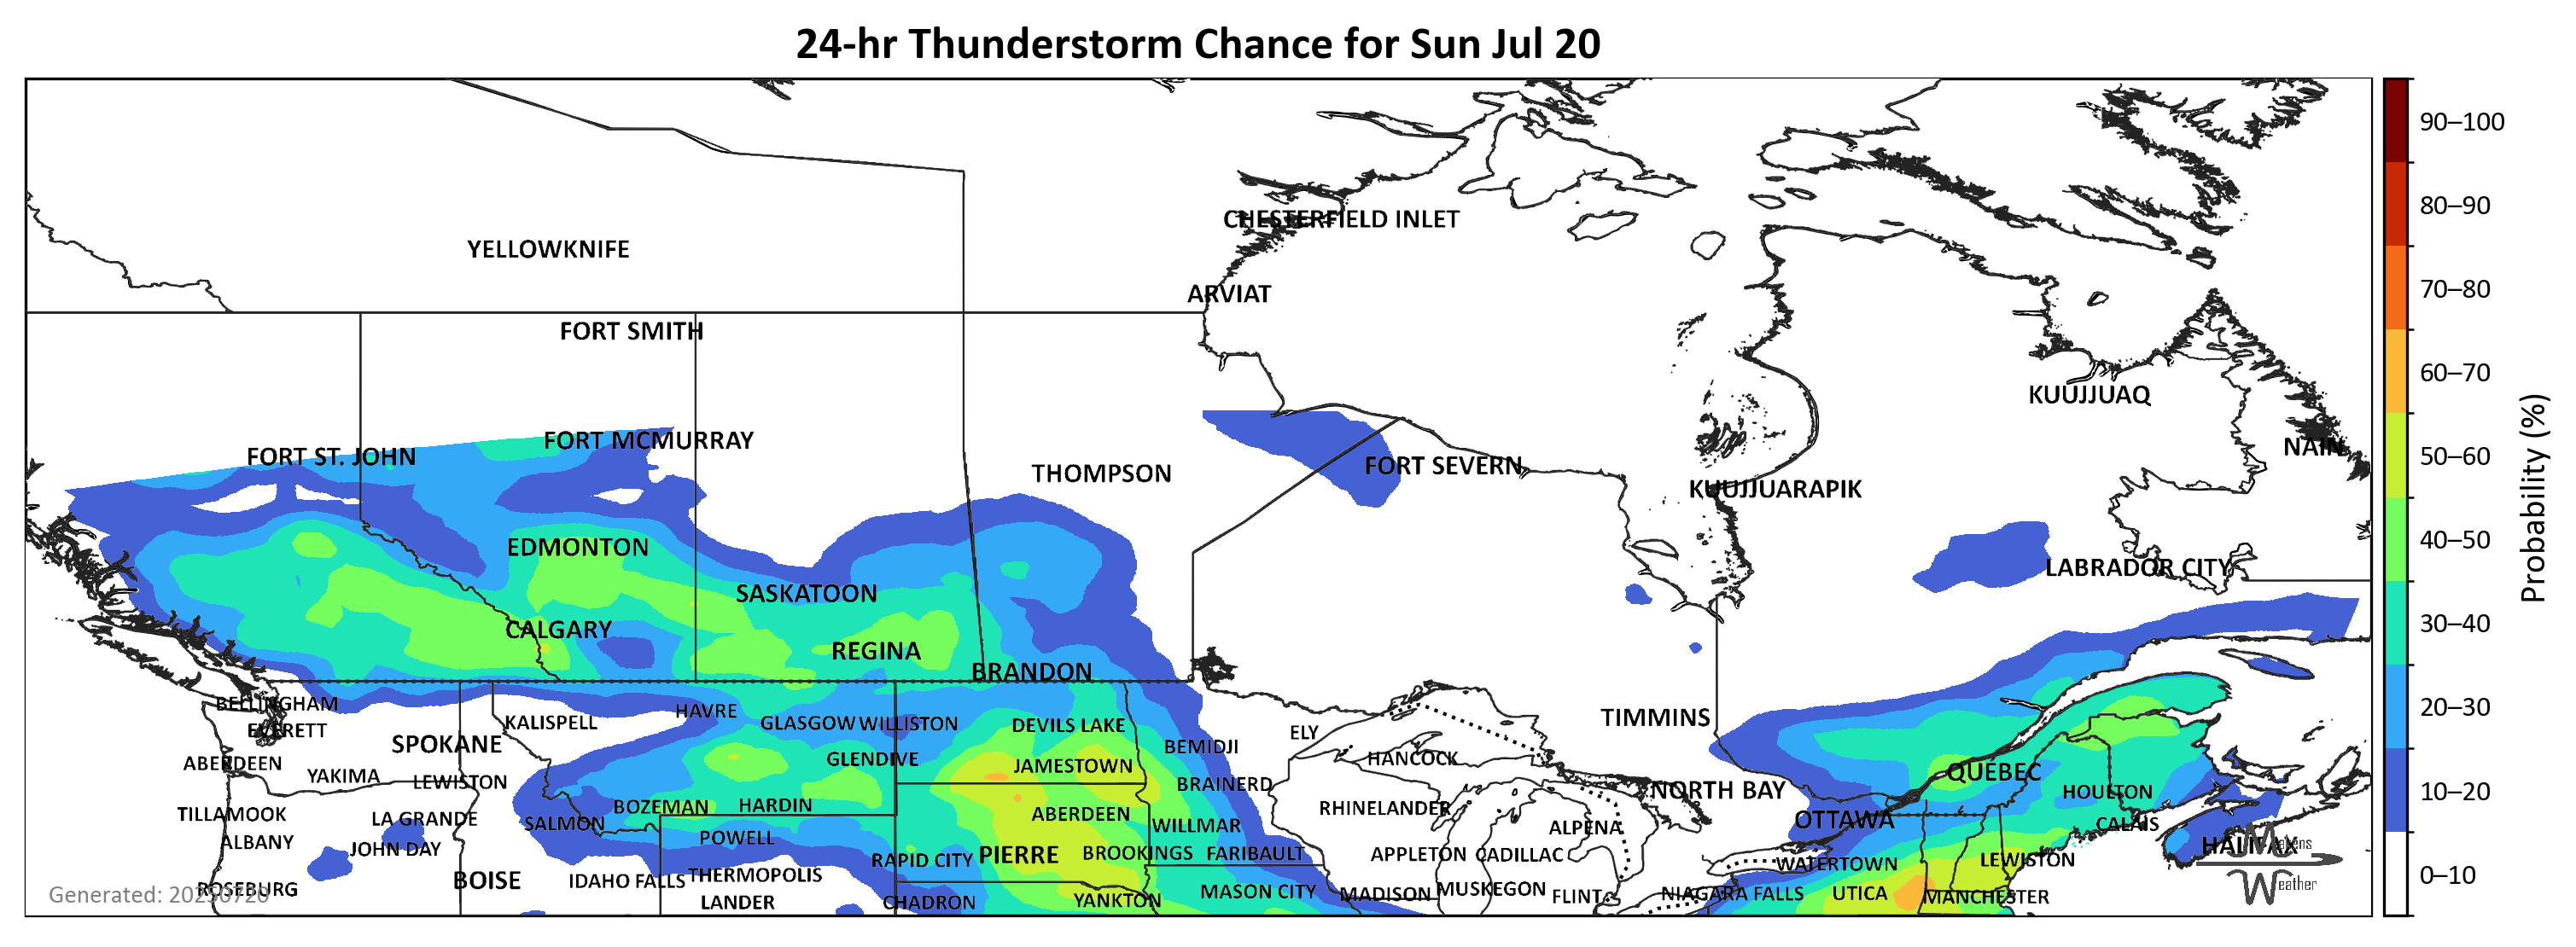 24-hr Thunderstorm Chance for Sun Jul 20
90–100
80–90
70–80
60–70
50–60
40–50
30–40
20–30
10–20
0–10
Probability (%)
CHESTERFIELD INLET
YELLOWKNIFE
ARVIAT
FORT SMITH
KUUJJUAQ
FORT MCMURRAY
NAIN
FORT ST. JOHN
FORT SEVERN
THOMPSON
KUUJJUARAPIK
EDMONTON
LABRADOR CITY
SASKATOON
CALGARY
REGINA
BRANDON
BELLINGHAM
HAVRE
TIMMINS
KALISPELL
GLASGOW
WILLISTON
DEVILS LAKE
EVERETT
ELY
SPOKANE
BEMIDJI
HANCOCK
GLENDIVE
ABERDEEN
JAMESTOWN
QUÉBEC
YAKIMA
LEWISTON
BRAINERD
NORTH BAY
HOULTON
BOZEMAN
HARDIN
RHINELANDER
TILLAMOOK
LA GRANDE
ABERDEEN
OTTAWA
SALMON
WILLMAR
ALPENA
CALAIS
ALBANY
POWELL
JOHN DAY
HALIFAX
RAPID CITY
PIERRE
BROOKINGS
FARIBAULT
APPLETON
CADILLAC
WATERTOWN
LEWISTON
THERMOPOLIS
BOISE
IDAHO FALLS
ROSEBURG
MASON CITY
MADISON
MUSKEGON
FLINT
NIAGARA FALLS
UTICA
MANCHESTER
LANDER
CHADRON
YANKTON
Generated: 20250720
Weather